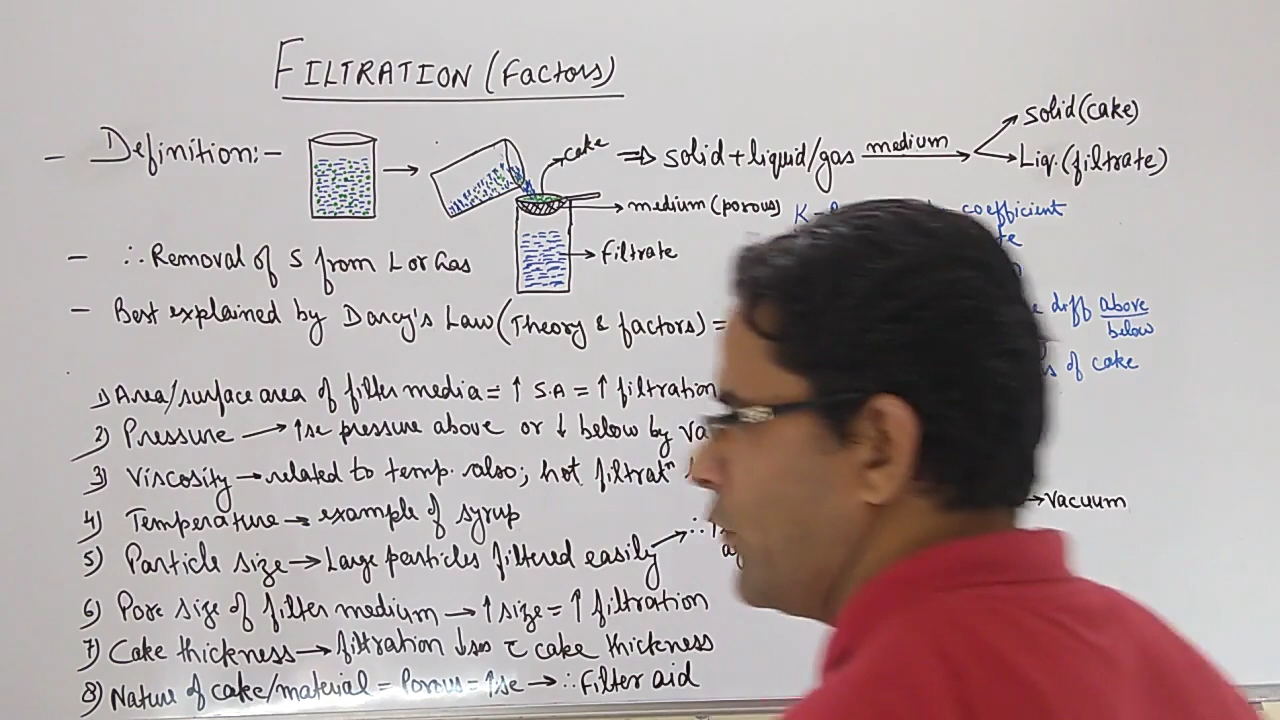 FILTRATION (Factors)
- Definition:-
cake
⇒ Solid + liquid/gas medium → Solid (cake)
Liq. (filtrate)
medium (porous)
Filtrate
K-
coefficient
- ∴ Removal of S from L or Gas
- Best explained by Darcy's Law (Theory & factors) =
diff above
below
of cake
1) Area/surface area of filter media = ↑ S.A = ↑ filtration
2) Pressure → ↑se pressure above or ↓ below by
3) Viscosity → related to temp. also; hot filtratⁿ
4) Temperature → example of syrup
→ Vacuum
5) Particle size → Large particles filtered easily → ∴
6) Pore size of filter medium → ↑ size = ↑ filtration
7) Cake thickness → filtration ↓ses c̄ cake thickness
8) Nature of cake/material = Porous = ↑se → ∴ Filter aid